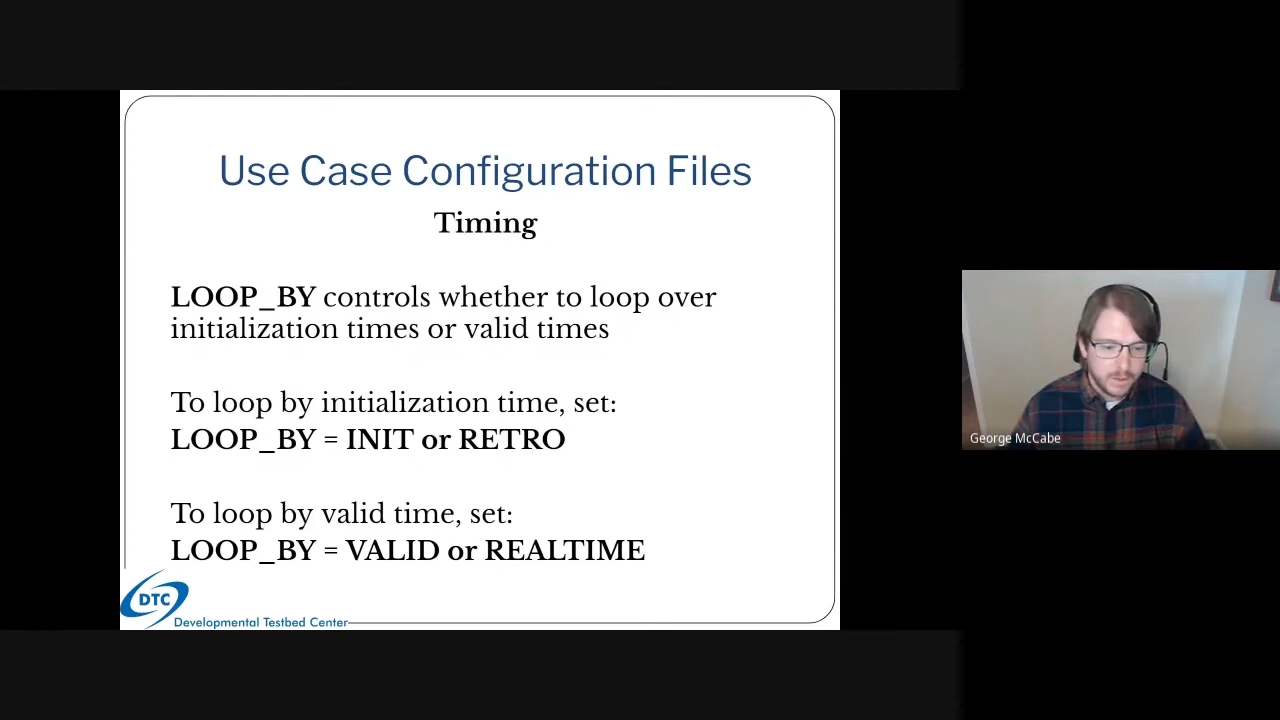 Use Case Configuration Files
Timing
LOOP_BY controls whether to loop over
initialization times or valid times
To loop by initialization time, set:
LOOP_BY = INIT or RETRO
To loop by valid time, set:
LOOP_BY = VALID or REALTIME
DTC
Developmental Testbed Center
George McCabe